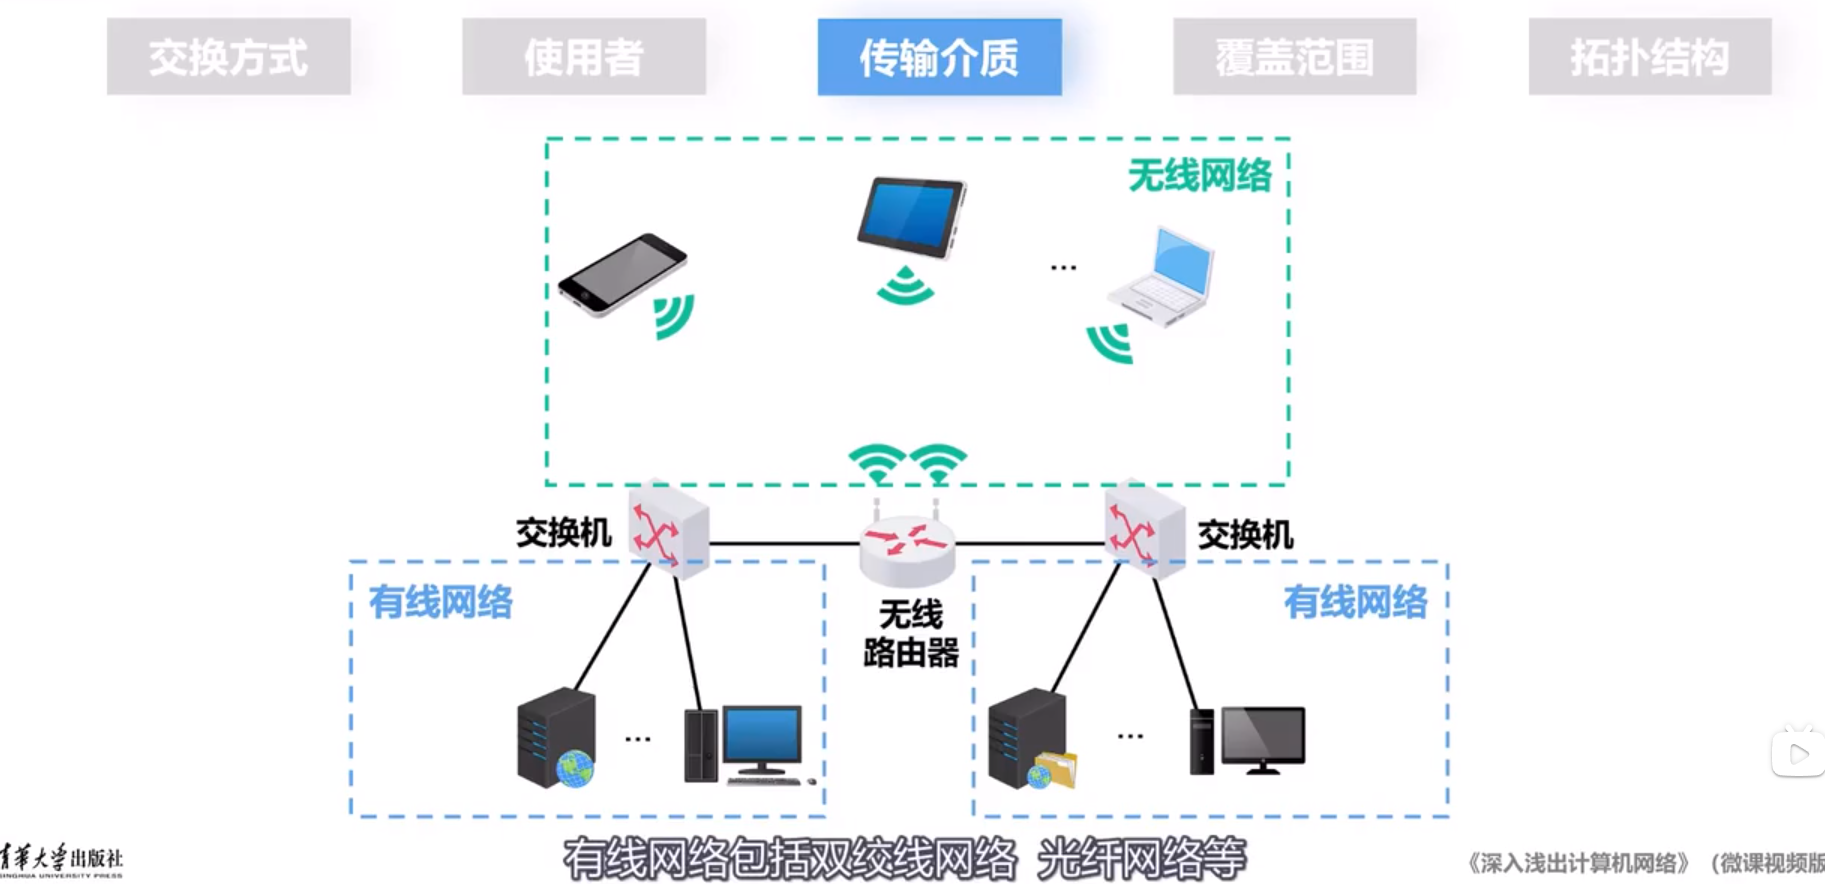 交换方式
使用者
传输介质
覆盖范围
拓扑结构
无线网络
...
交换机
交换机
有线网络
无线
路由器
有线网络
...
...
有线网络包括双绞线网络 光纤网络等
清华大学出版社
SINGHUA UNIVERSITY PRESS
《深入浅出计算机网络》（微课视频版